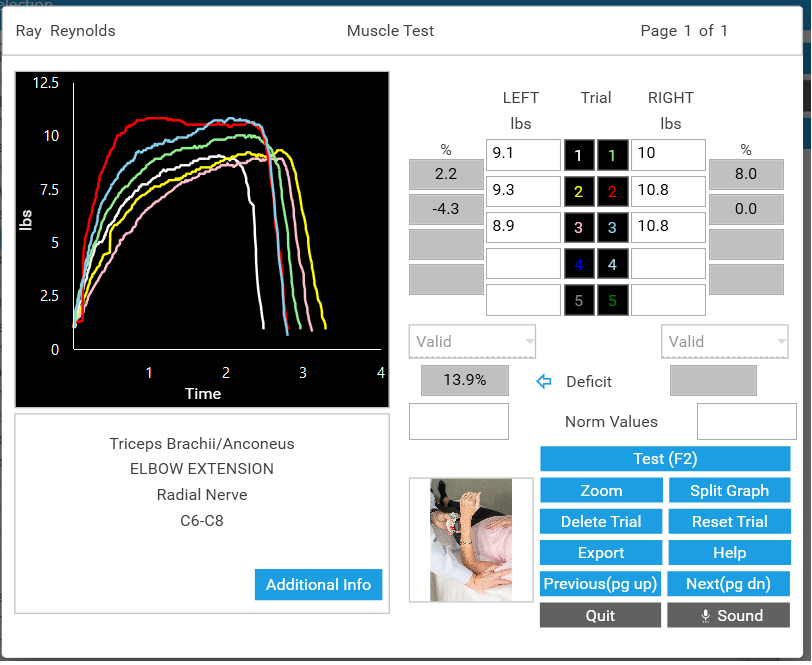 Ray Reynolds Muscle Test Page 1 of 1
12.5
10
7.5
5
2.5
0
lbs
1 2 3 4
Time
LEFT Trial RIGHT
lbs lbs
% %
9.1 1 1 10
2.2 8.0
9.3 2 2 10.8
-4.3 0.0
8.9 3 3 10.8
4 4
5 5
Valid Valid
13.9% Deficit
Norm Values
Triceps Brachii/Anconeus
ELBOW EXTENSION
Radial Nerve
C6-C8
Additional Info
Test (F2)
Zoom Split Graph
Delete Trial Reset Trial
Export Help
Previous(pg up) Next(pg dn)
Quit Sound